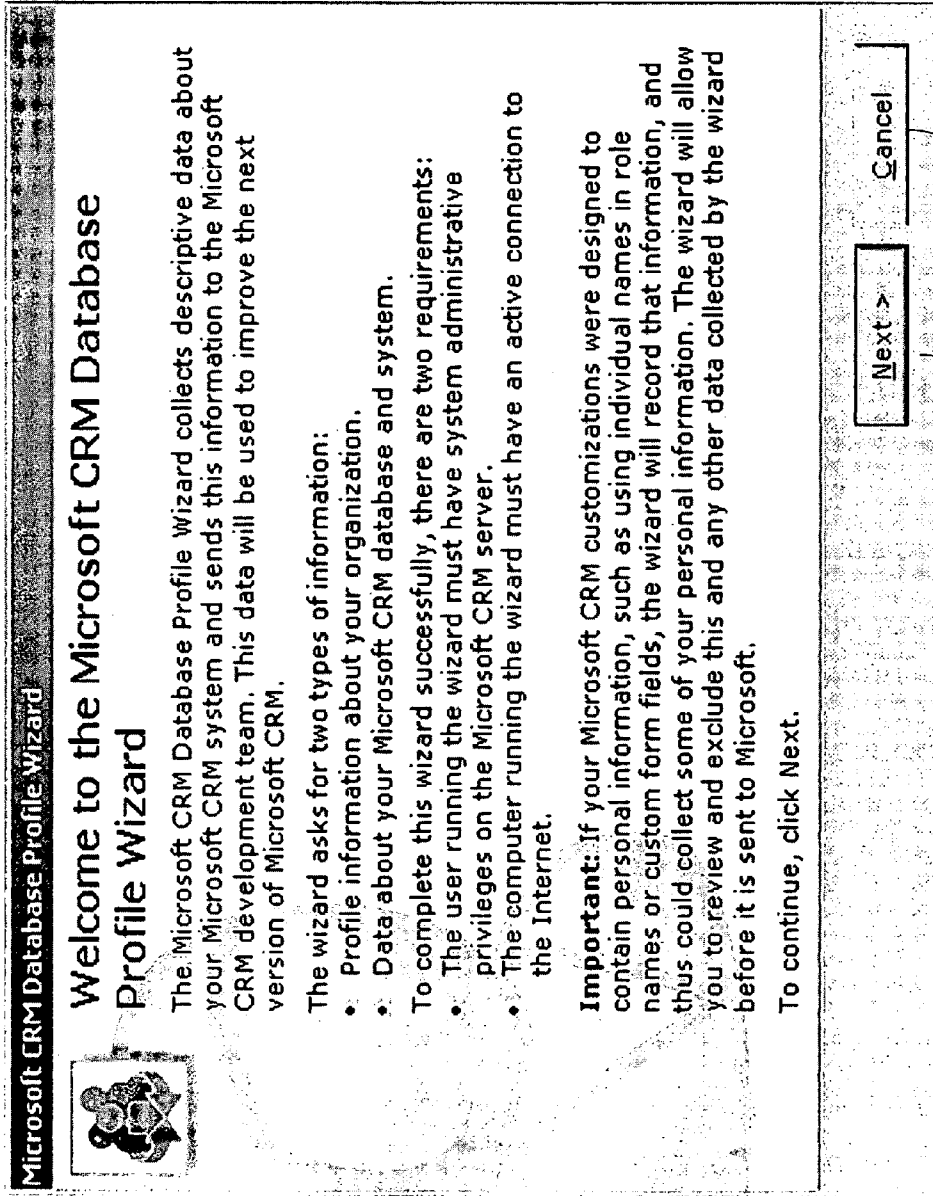 Microsoft CRM Database Profile Wizard
Welcome to the Microsoft CRM Database
Profile Wizard
The Microsoft CRM Database Profile Wizard collects descriptive data about
your Microsoft CRM system and sends this information to the Microsoft
CRM development team. This data will be used to improve the next
version of Microsoft CRM.
The wizard asks for two types of information:
• Profile information about your organization.
• Data about your Microsoft CRM database and system.
To complete this wizard successfully, there are two requirements:
• The user running the wizard must have system administrative
privileges on the Microsoft CRM server.
• The computer running the wizard must have an active connection to
the Internet.
Important: If your Microsoft CRM customizations were designed to
contain personal information, such as using individual names in role
names or custom form fields, the wizard will record that information, and
thus could collect some of your personal information. The wizard will allow
you to review and exclude this and any other data collected by the wizard
before it is sent to Microsoft.
To continue, click Next.
Next >
Cancel